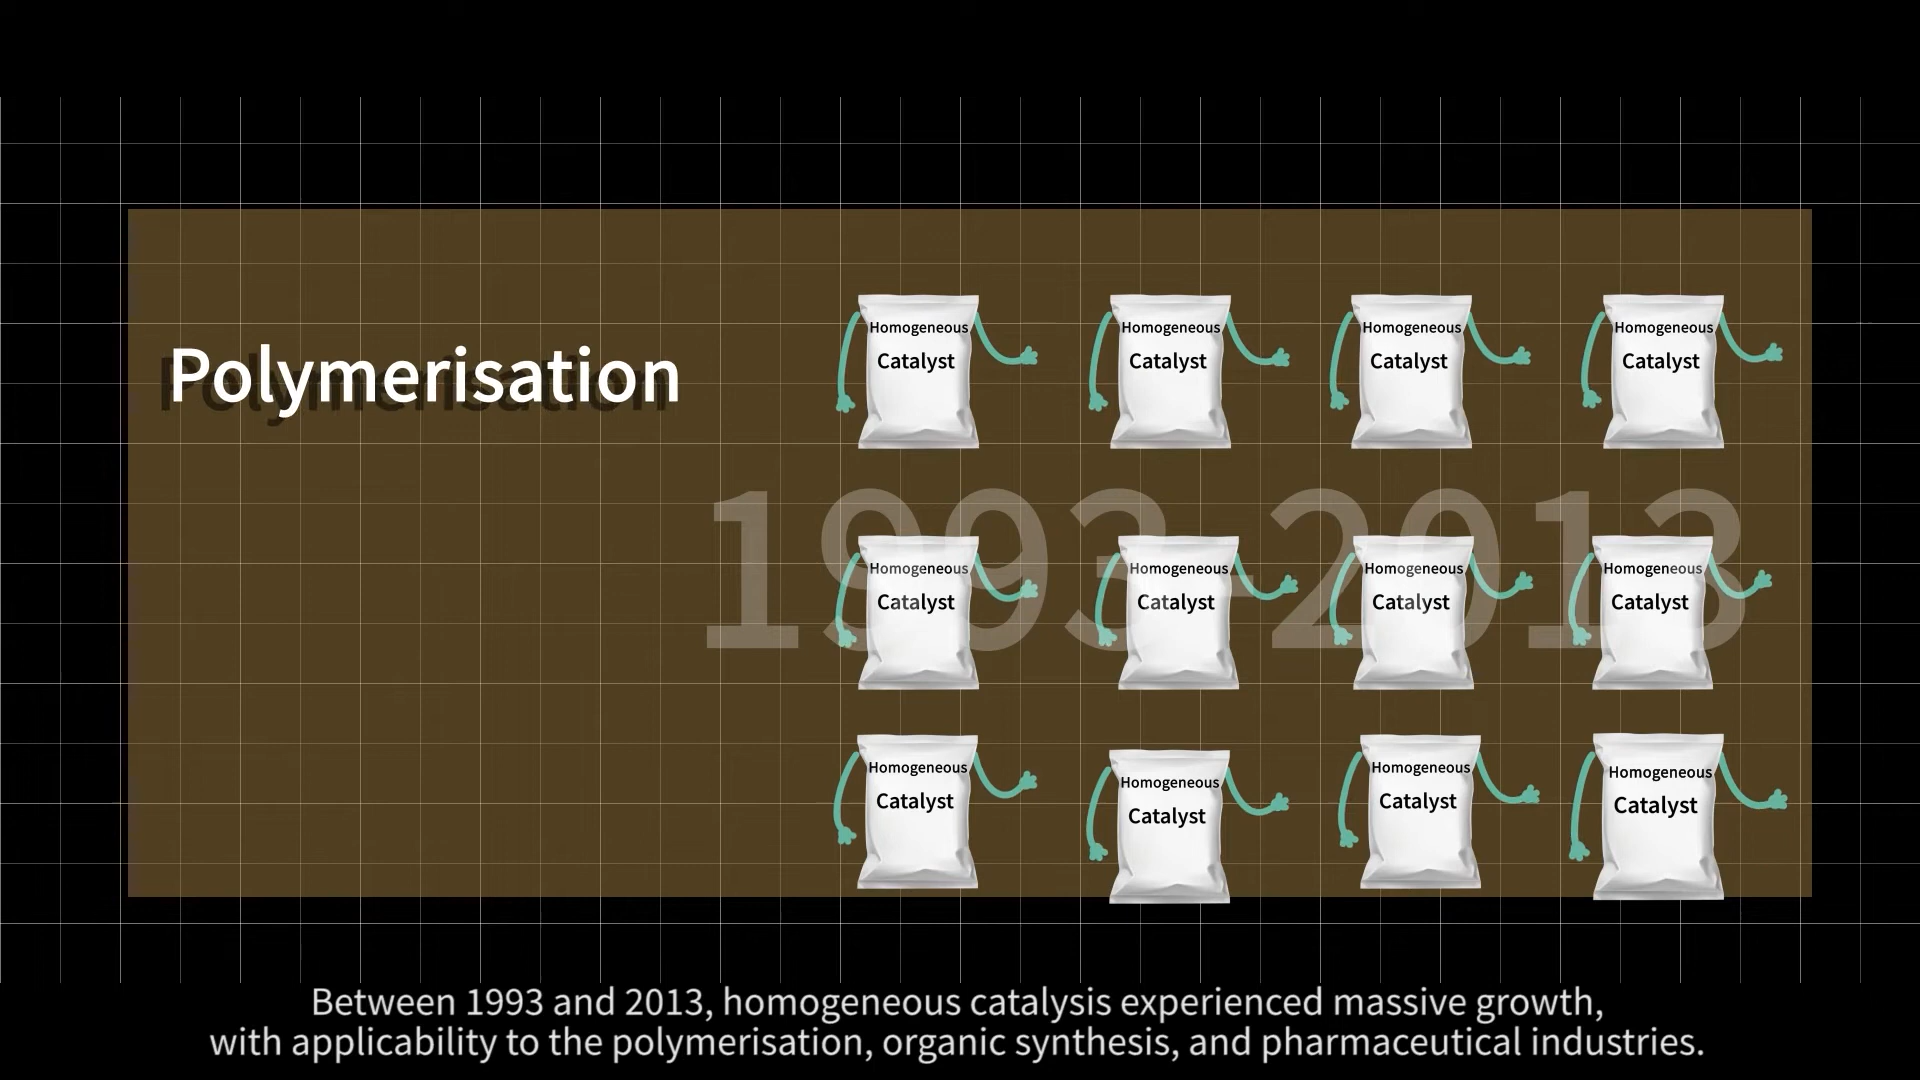 Polymerisation
Homogeneous
Catalyst
Homogeneous
Catalyst
Homogeneous
Catalyst
Homogeneous
Catalyst
1993-2013
Homogeneous
Catalyst
Homogeneous
Catalyst
Homogeneous
Catalyst
Homogeneous
Catalyst
Homogeneous
Catalyst
Homogeneous
Catalyst
Homogeneous
Catalyst
Homogeneous
Catalyst
Between 1993 and 2013, homogeneous catalysis experienced massive growth,
with applicability to the polymerisation, organic synthesis, and pharmaceutical industries.